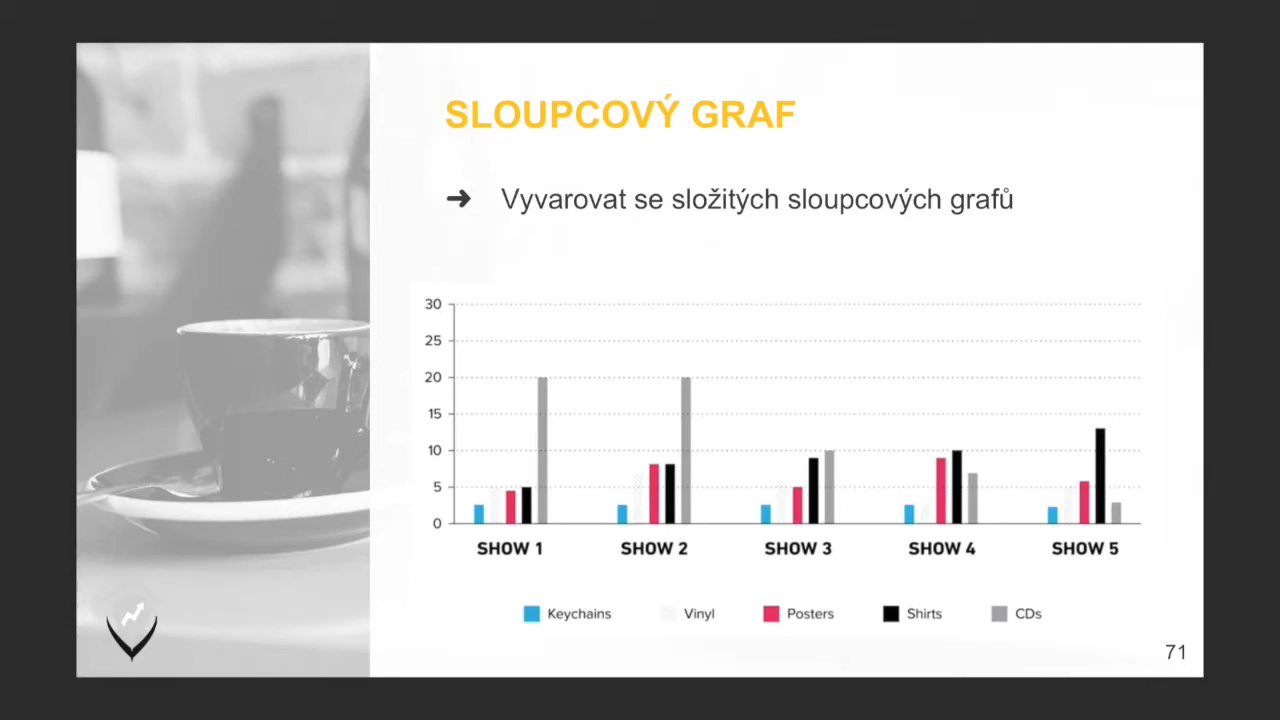 SLOUPCOVÝ GRAF
➜ Vyvarovat se složitých sloupcových grafů
30
25
20
15
10
5
0
SHOW 1 SHOW 2 SHOW 3 SHOW 4 SHOW 5
Keychains Vinyl Posters Shirts CDs
71